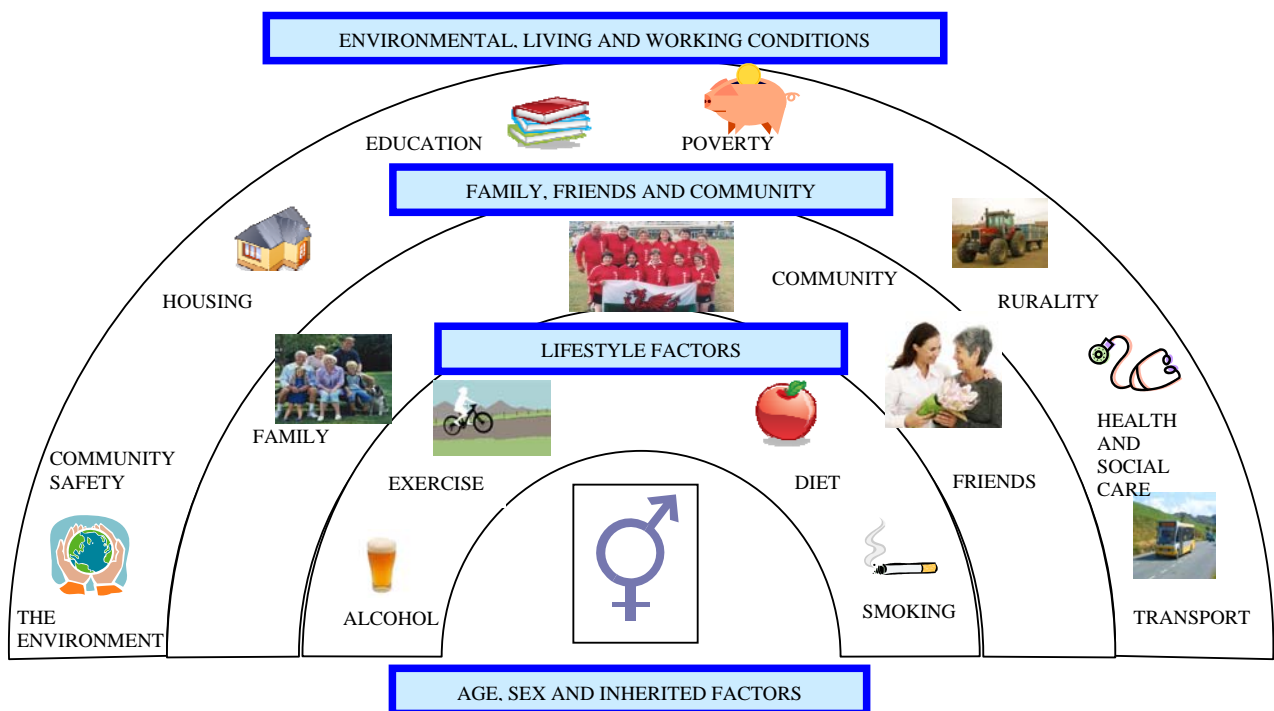 ENVIRONMENTAL, LIVING AND WORKING CONDITIONS
EDUCATION
POVERTY
FAMILY, FRIENDS AND COMMUNITY
HOUSING
COMMUNITY
RURALITY
LIFESTYLE FACTORS
FAMILY
COMMUNITY
SAFETY
EXERCISE
DIET
FRIENDS
HEALTH
AND
SOCIAL
CARE
THE
ENVIRONMENT
ALCOHOL
SMOKING
TRANSPORT
AGE, SEX AND INHERITED FACTORS